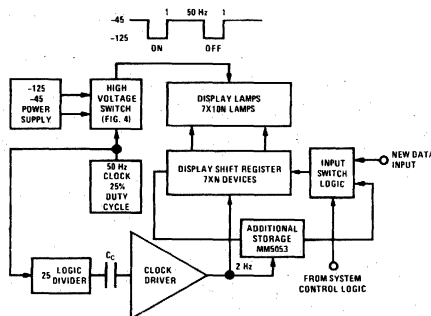 -45
1
50 Hz
1
-125
ON
OFF
-125
-45
POWER
SUPPLY
HIGH
VOLTAGE
SWITCH
(FIG. 4)
DISPLAY LAMPS
7X10N LAMPS
50 Hz
CLOCK
25%
DUTY
CYCLE
DISPLAY SHIFT REGISTER
7XN DEVICES
INPUT
SWITCH
LOGIC
NEW DATA
INPUT
ADDITIONAL
STORAGE
MM5053
25 LOGIC
DIVIDER
CC
CLOCK
DRIVER
2 Hz
FROM SYSTEM
CONTROL LOGIC